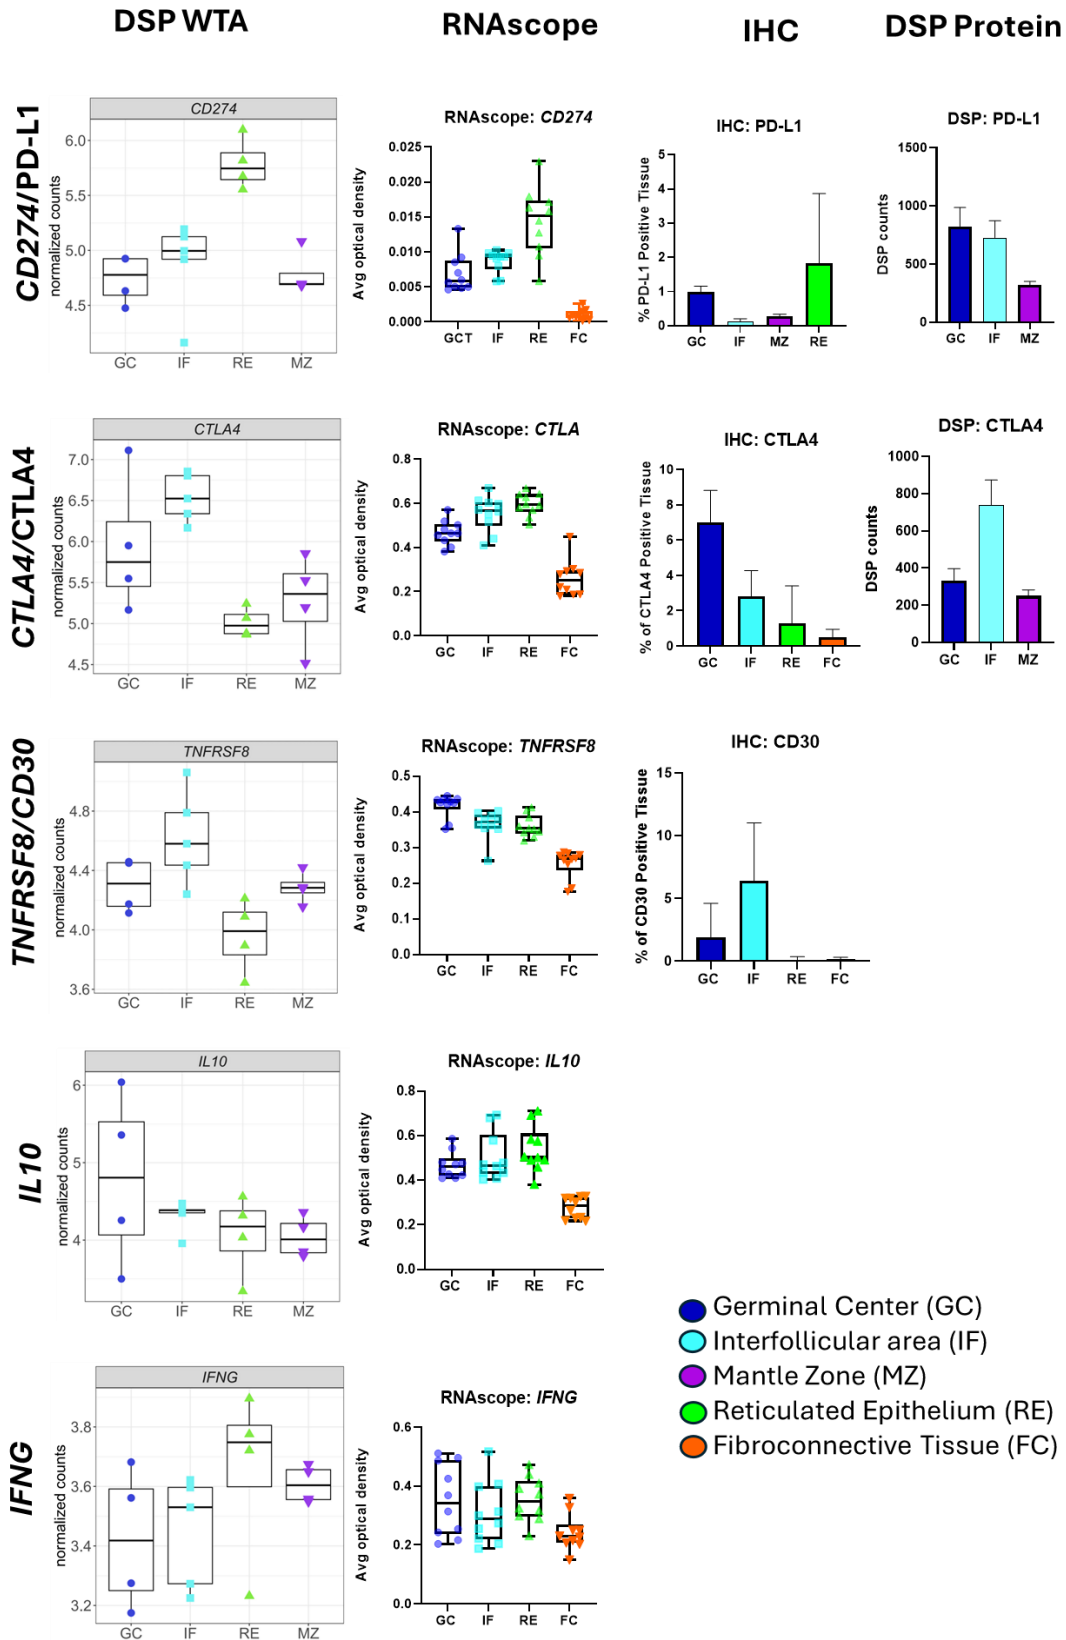 DSP WTA
RNAscope
IHC
DSP Protein
CD274/PD-L1
CD274
normalized counts
6.0
5.5
5.0
4.5
GC IF RE MZ
RNAscope: CD274
Avg optical density
0.025
0.020
0.015
0.010
0.005
0.000
GCT IF RE FC
IHC: PD-L1
% PD-L1 Positive Tissue
5
4
3
2
1
0
GC IF MZ RE
DSP: PD-L1
DSP counts
1500
1000
500
0
GC IF MZ
CTLA4/CTLA4
CTLA4
normalized counts
7.0
6.5
6.0
5.5
5.0
4.5
GC IF RE MZ
RNAscope: CTLA
Avg optical density
0.8
0.6
0.4
0.2
0.0
GC IF RE FC
IHC: CTLA4
% of CTLA4 Positive Tissue
10
8
6
4
2
0
GC IF RE FC
DSP: CTLA4
DSP counts
1000
800
600
400
200
0
GC IF MZ
TNFRSF8/CD30
TNFRSF8
normalized counts
4.8
4.4
4.0
3.6
GC IF RE MZ
RNAscope: TNFRSF8
Avg optical density
0.5
0.4
0.3
0.2
0.1
0.0
GC IF RE FC
IHC: CD30
% of CD30 Positive Tissue
15
10
5
0
GC IF RE FC
IL10
IL10
normalized counts
6
5
4
GC IF RE MZ
RNAscope: IL10
Avg optical density
0.8
0.6
0.4
0.2
0.0
GC IF RE FC
Germinal Center (GC)
Interfollicular area (IF)
Mantle Zone (MZ)
Reticulated Epithelium (RE)
Fibroconnective Tissue (FC)
IFNG
IFNG
normalized counts
3.8
3.6
3.4
3.2
GC IF RE MZ
RNAscope: IFNG
Avg optical density
0.6
0.4
0.2
0.0
GC IF RE FC